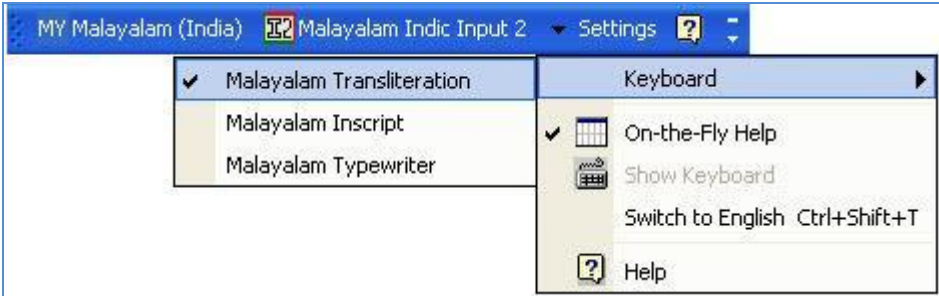 MY Malayalam (India) Malayalam Indic Input 2 Settings
Malayalam Transliteration
Malayalam Inscript
Malayalam Typewriter
Keyboard
On-the-Fly Help
Show Keyboard
Switch to English Ctrl+Shift+T
Help